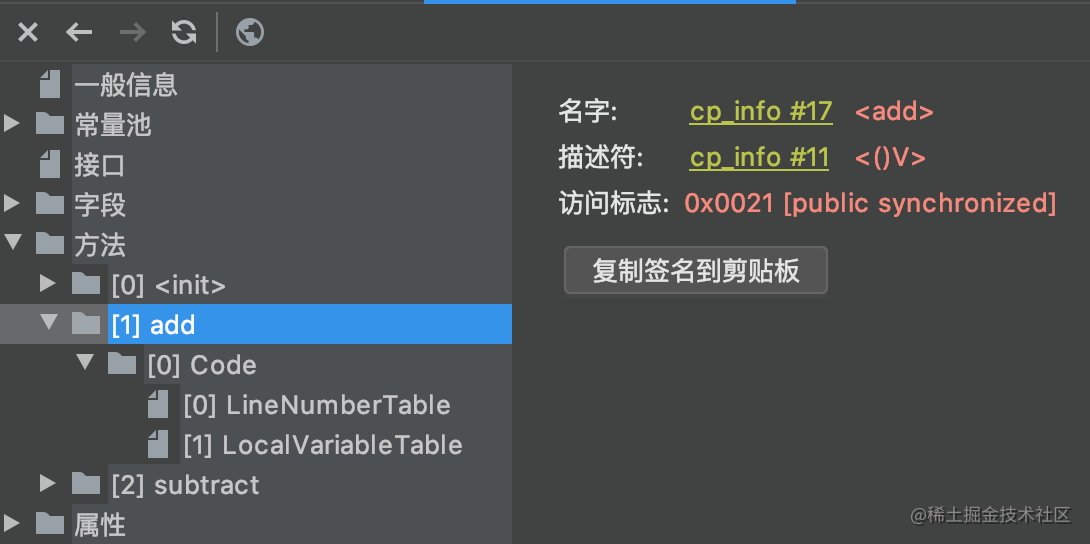 一般信息
常量池
接口
字段
方法
[0] <init>
[1] add
[0] Code
[0] LineNumberTable
[1] LocalVariableTable
[2] subtract
属性
名字: cp_info #17 <add>
描述符: cp_info #11 <()V>
访问标志: 0x0021 [public synchronized]
复制签名到剪贴板
@稀土掘金技术社区